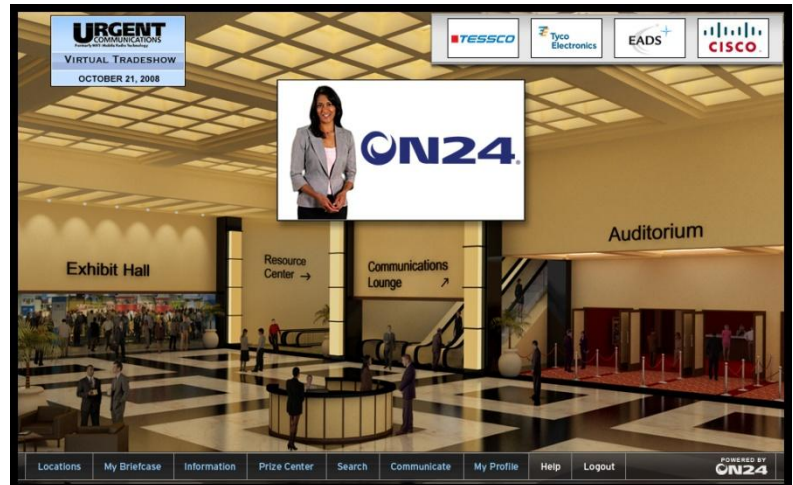 URGENT
COMMUNICATIONS
Formerly MRT: Mobile Radio Technology
VIRTUAL TRADESHOW
OCTOBER 21, 2008
TESSCO
Tyco
Electronics
EADS
CISCO
ON24
Exhibit Hall
Resource
Center →
Communications
Lounge ↗
Auditorium
Locations
My Briefcase
Information
Prize Center
Search
Communicate
My Profile
Help
Logout
POWERED BY
ON24